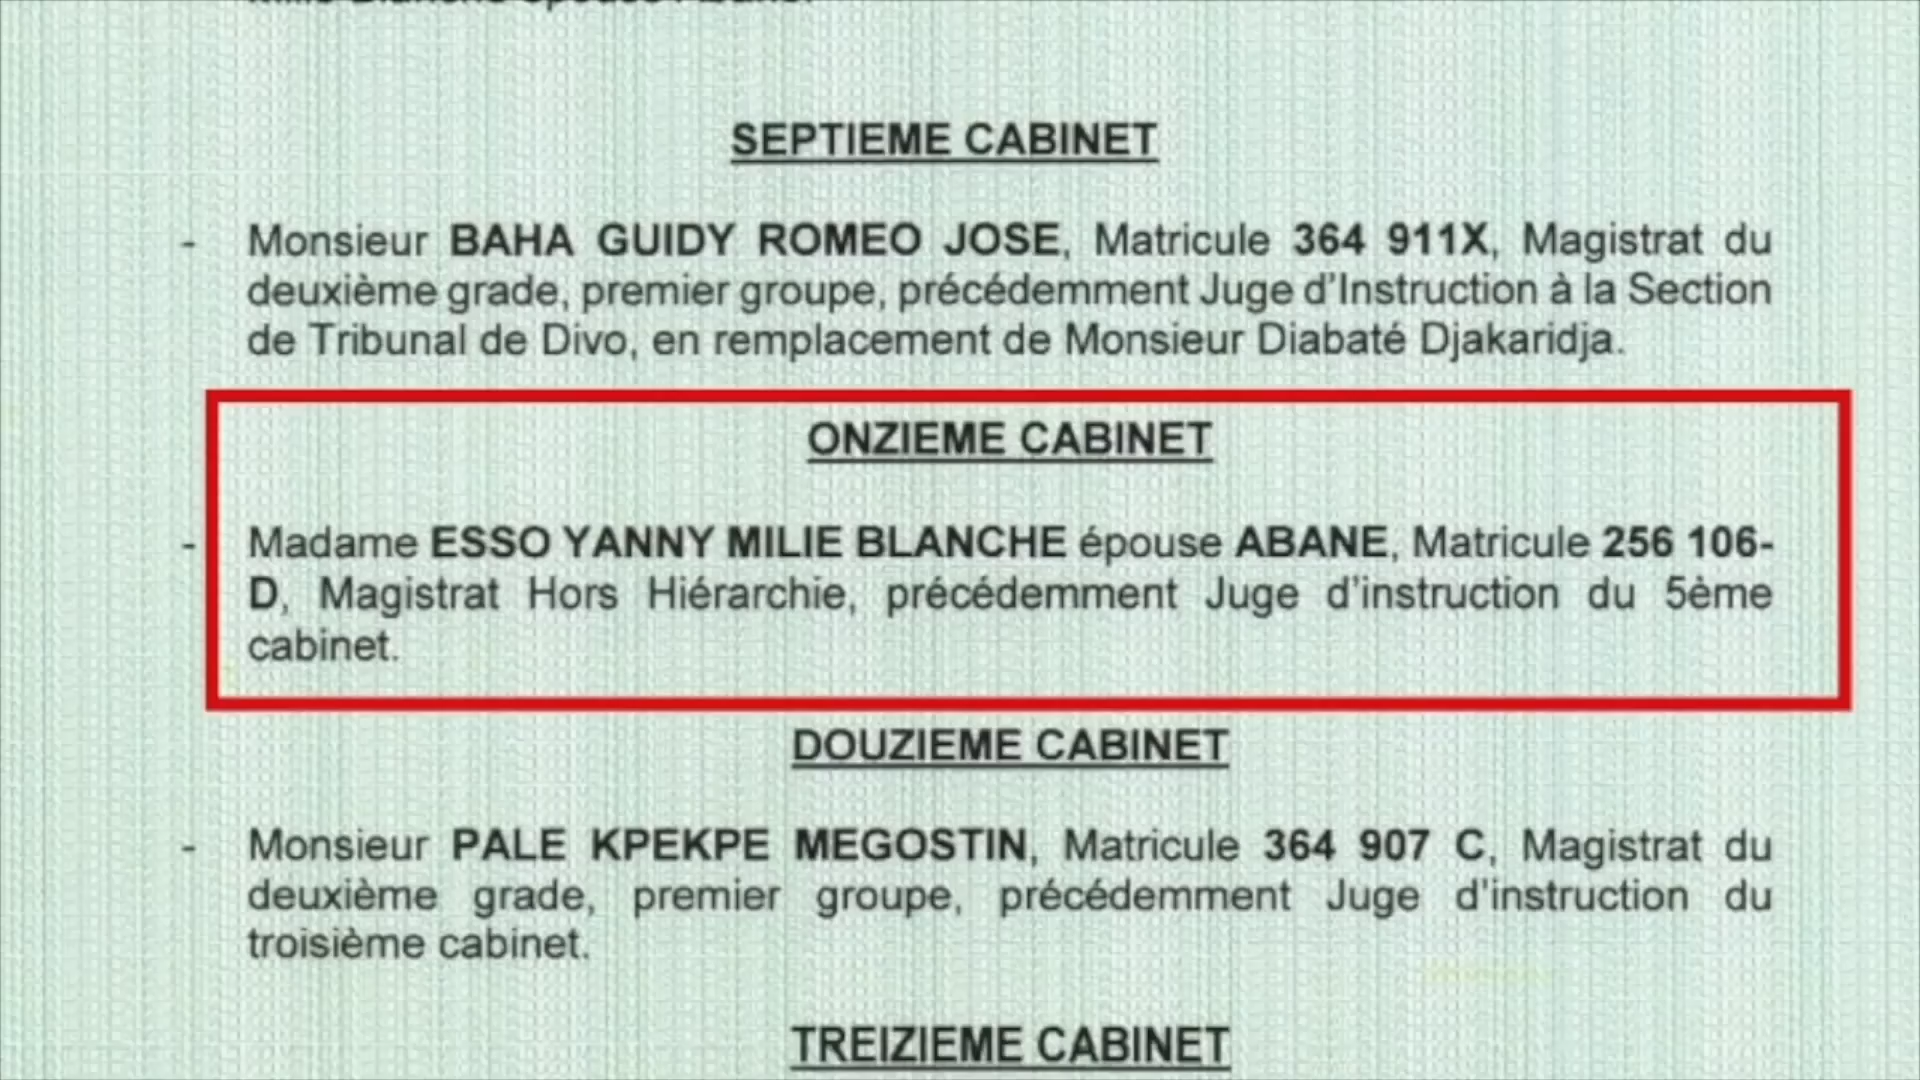 SEPTIEME CABINET
- Monsieur BAHA GUIDY ROMEO JOSE, Matricule 364 911X, Magistrat du
deuxième grade, premier groupe, précédemment Juge d'Instruction à la Section
de Tribunal de Divo, en remplacement de Monsieur Diabaté Djakaridja.
ONZIEME CABINET
- Madame ESSO YANNY MILIE BLANCHE épouse ABANE, Matricule 256 106-
D, Magistrat Hors Hiérarchie, précédemment Juge d'instruction du 5ème
cabinet.
DOUZIEME CABINET
- Monsieur PALE KPEKPE MEGOSTIN, Matricule 364 907 C, Magistrat du
deuxième grade, premier groupe, précédemment Juge d'instruction du
troisième cabinet.
TREIZIEME CABINET